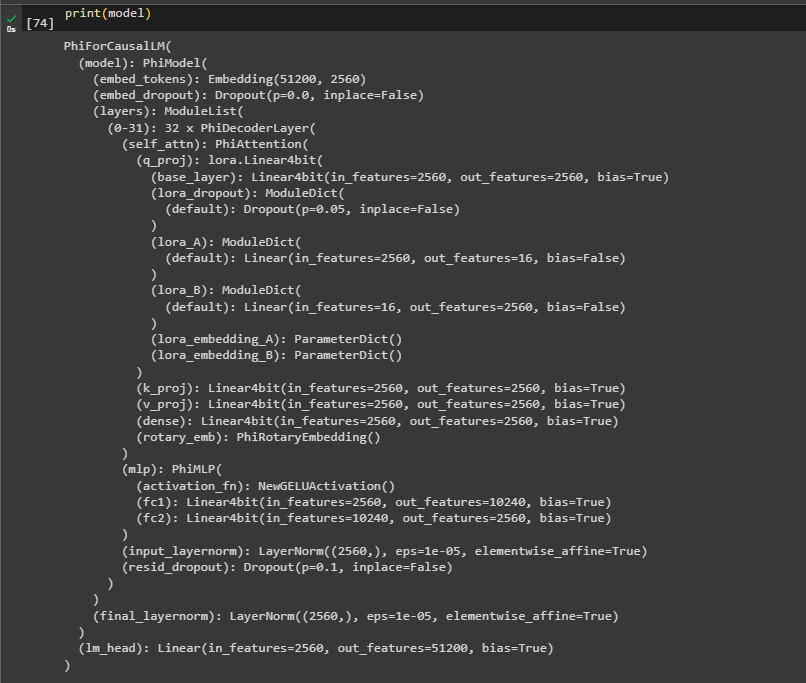 print(model)
[74]
0s
PhiForCausalLM(
  (model): PhiModel(
    (embed_tokens): Embedding(51200, 2560)
    (embed_dropout): Dropout(p=0.0, inplace=False)
    (layers): ModuleList(
      (0-31): 32 x PhiDecoderLayer(
        (self_attn): PhiAttention(
          (q_proj): lora.Linear4bit(
            (base_layer): Linear4bit(in_features=2560, out_features=2560, bias=True)
            (lora_dropout): ModuleDict(
              (default): Dropout(p=0.05, inplace=False)
            )
            (lora_A): ModuleDict(
              (default): Linear(in_features=2560, out_features=16, bias=False)
            )
            (lora_B): ModuleDict(
              (default): Linear(in_features=16, out_features=2560, bias=False)
            )
            (lora_embedding_A): ParameterDict()
            (lora_embedding_B): ParameterDict()
          )
          (k_proj): Linear4bit(in_features=2560, out_features=2560, bias=True)
          (v_proj): Linear4bit(in_features=2560, out_features=2560, bias=True)
          (dense): Linear4bit(in_features=2560, out_features=2560, bias=True)
          (rotary_emb): PhiRotaryEmbedding()
        )
        (mlp): PhiMLP(
          (activation_fn): NewGELUActivation()
          (fc1): Linear4bit(in_features=2560, out_features=10240, bias=True)
          (fc2): Linear4bit(in_features=10240, out_features=2560, bias=True)
        )
        (input_layernorm): LayerNorm((2560,), eps=1e-05, elementwise_affine=True)
        (resid_dropout): Dropout(p=0.1, inplace=False)
      )
    )
    (final_layernorm): LayerNorm((2560,), eps=1e-05, elementwise_affine=True)
  )
  (lm_head): Linear(in_features=2560, out_features=51200, bias=True)
)